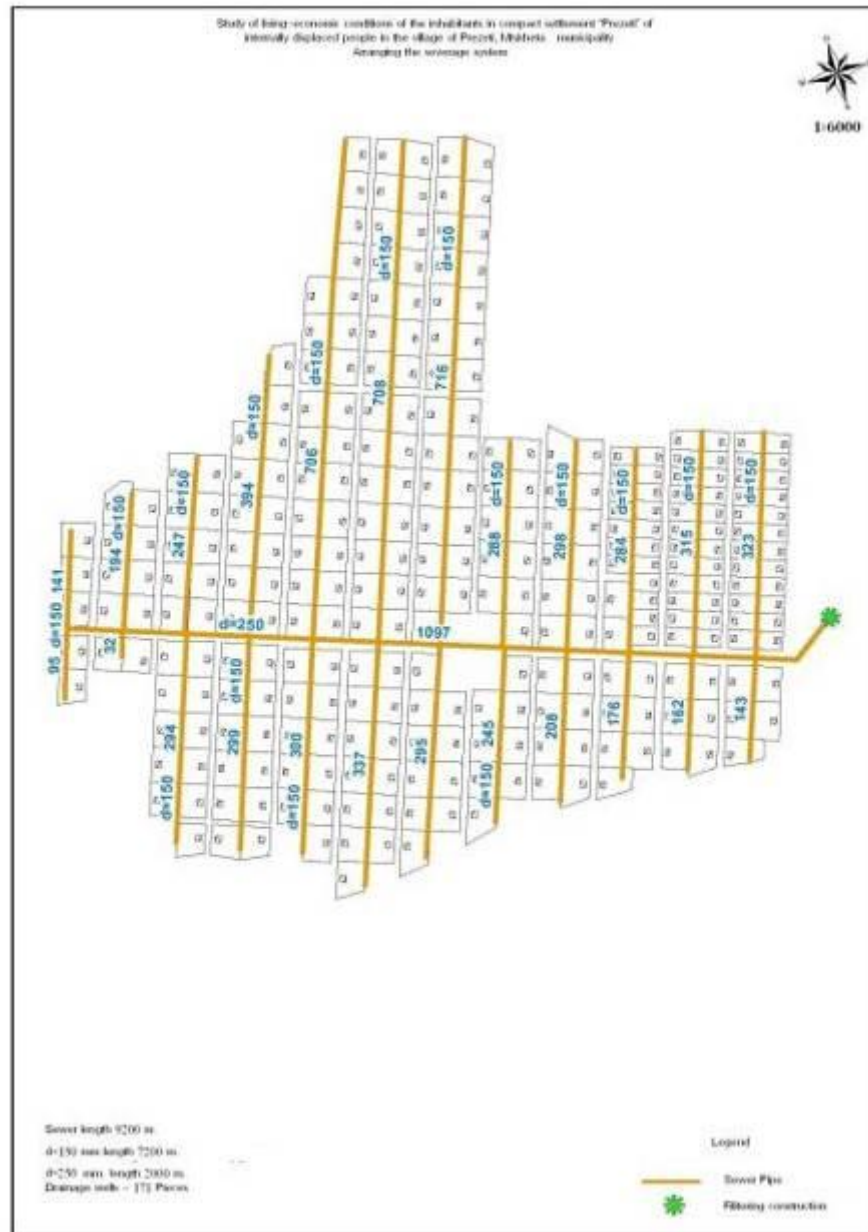 Study of living-economic conditions of the inhabitants in compact settlement "Prezeti" of
internally displaced people in the village of Prezeti, Mtskheta municipality
Arranging the sewerage system
1:6000
d=150
d=150
d=150
716
708
d=150
706
d=150
394
d=150
247
d=150
194
d=150
141
95
32
d=250
1097
d=150
288
d=150
298
d=150
284
d=150
315
d=150
323
294
d=150
d=150
299
300
d=150
337
295
245
d=150
208
176
162
143
Sewer length 9200 m
d=150 mm length 7200 m
d=250 mm. length 2000 m
Drainage wells - 171 Pieces
Legend
Sewer Pipe
Filtering construction